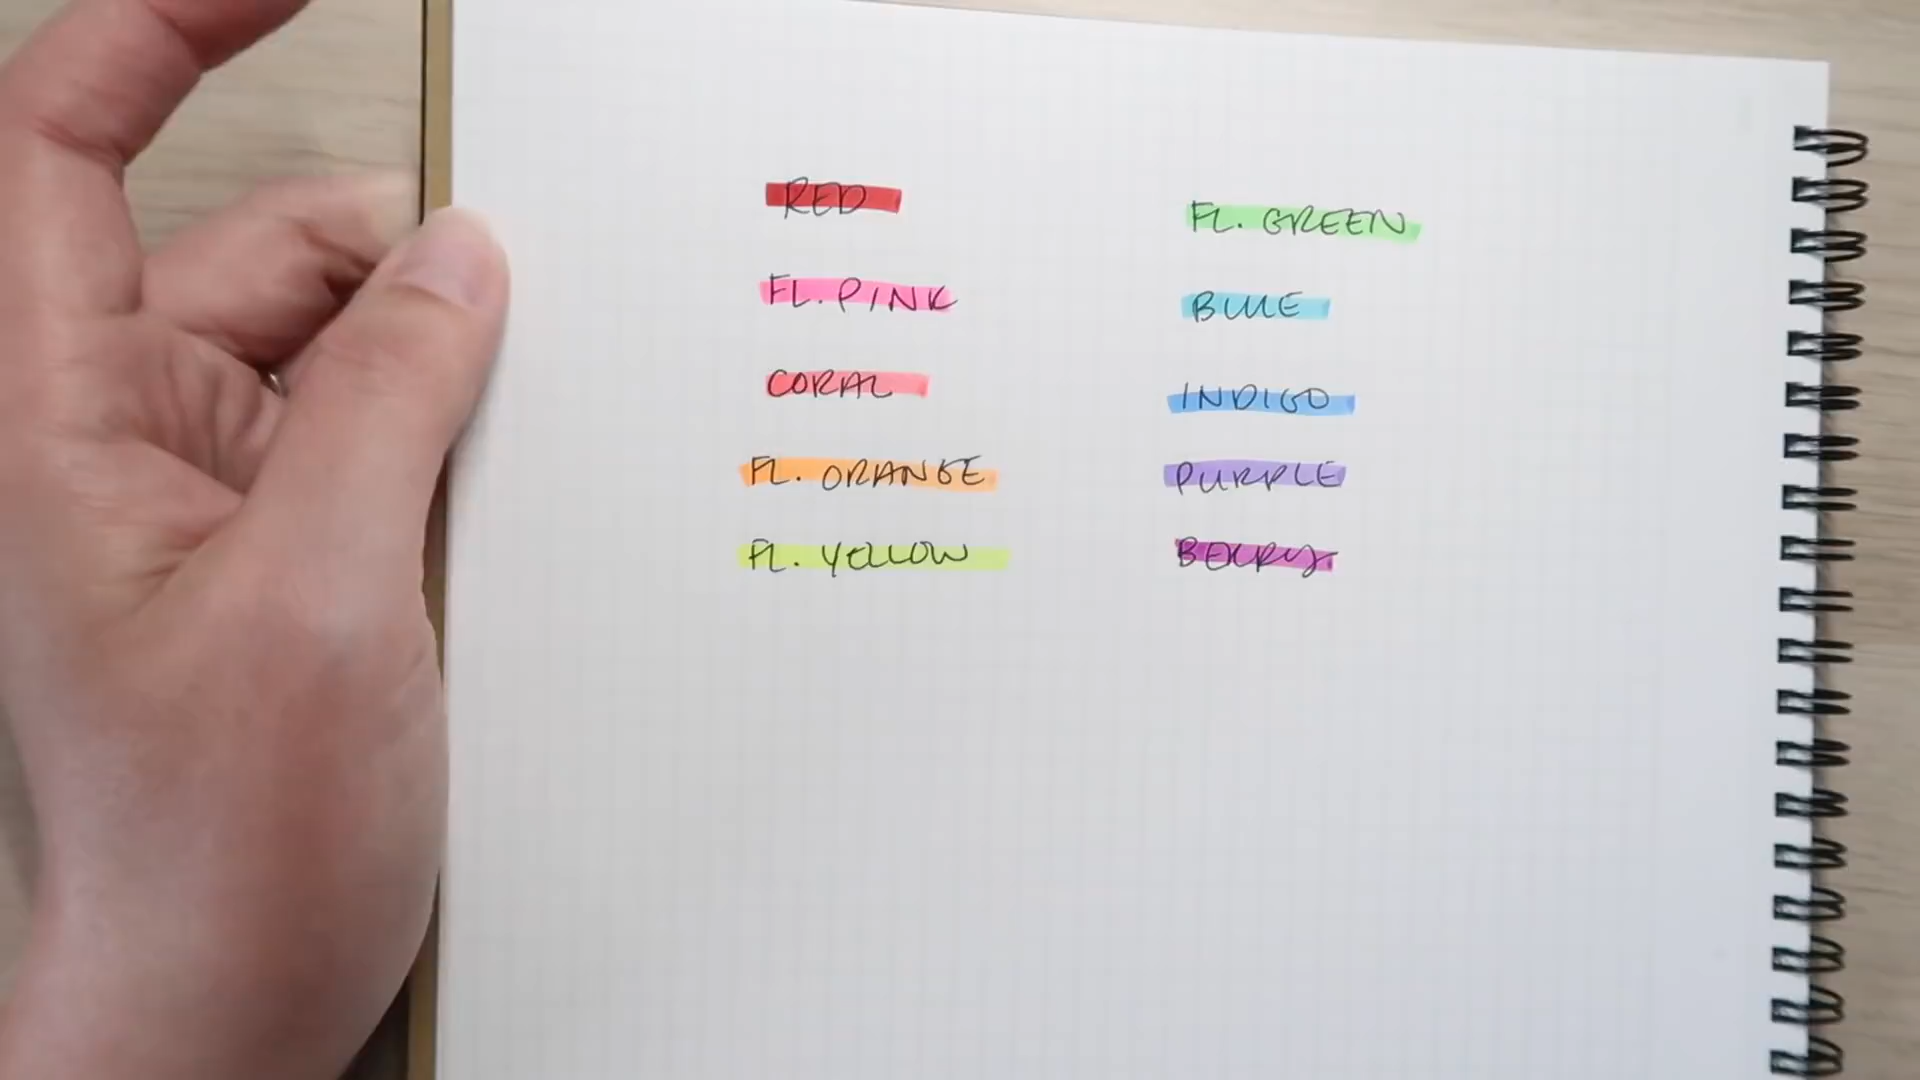 RED
FL. PINK
CORAL
FL. ORANGE
FL. YELLOW
FL. GREEN
BLUE
INDIGO
PURPLE
BERRY